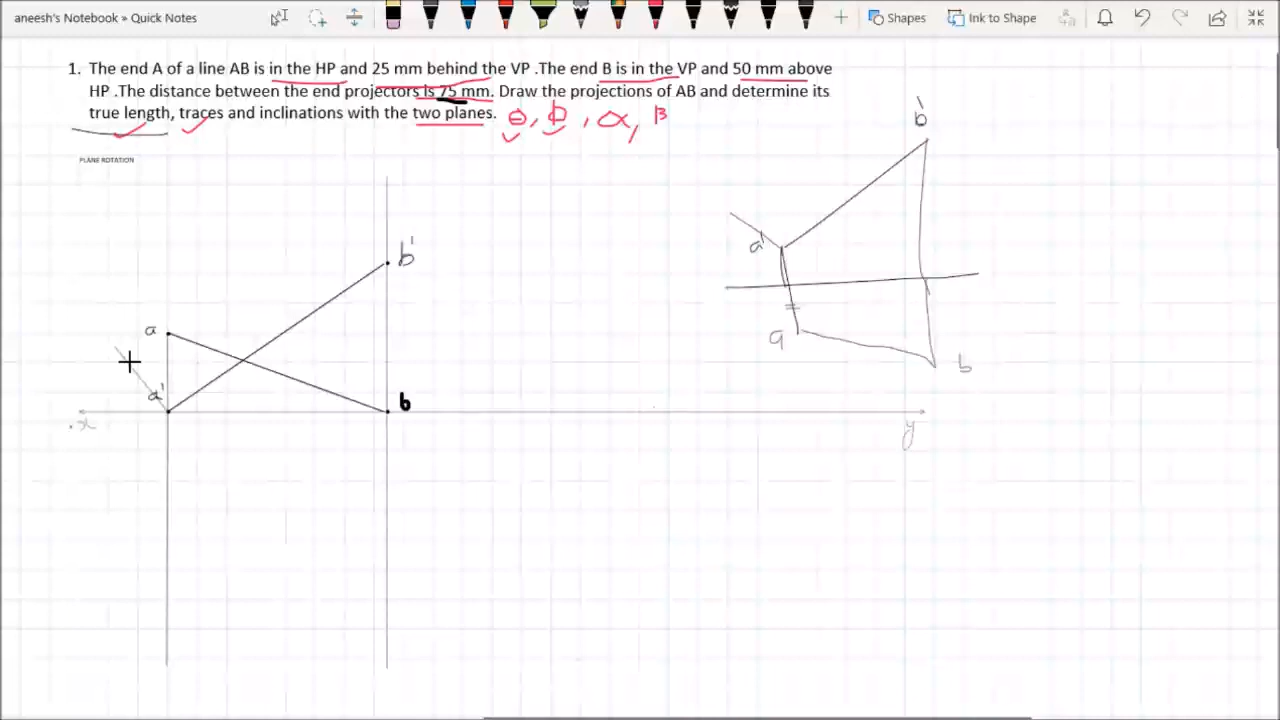 aneesh's Notebook » Quick Notes
Shapes
Ink to Shape
1. The end A of a line AB is in the HP and 25 mm behind the VP .The end B is in the VP and 50 mm above
HP .The distance between the end projectors is 75 mm. Draw the projections of AB and determine its
true length, traces and inclinations with the two planes. θ, Φ, α, β
PLANE ROTATION
b'
a'
a
b
b'
a
a'
b
x
y